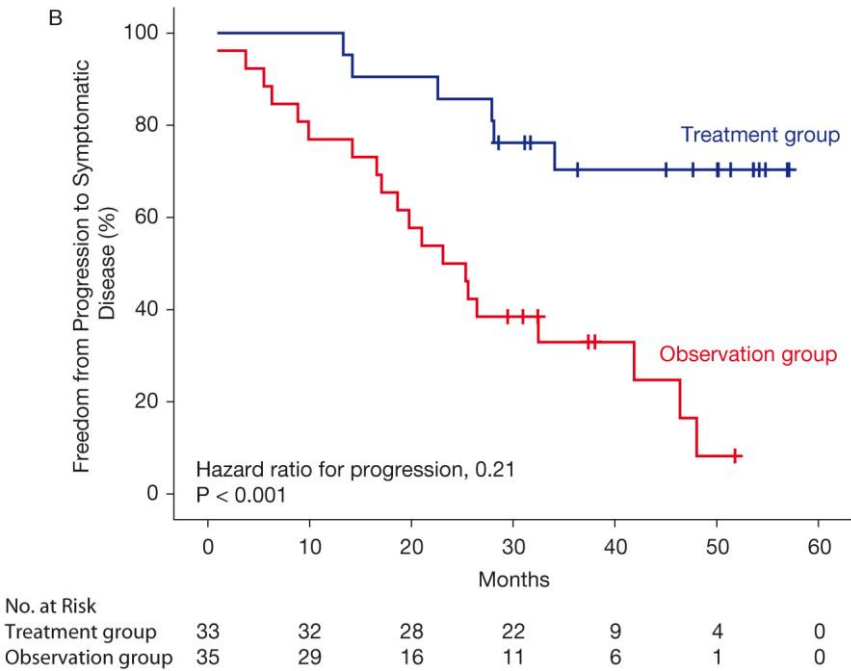 B
100
80
60
40
20
0
Freedom from Progression to Symptomatic
Disease (%)
Treatment group
Observation group
Hazard ratio for progression, 0.21
P < 0.001
0 10 20 30 40 50 60
Months
No. at Risk
Treatment group 33 32 28 22 9 4 0
Observation group 35 29 16 11 6 1 0